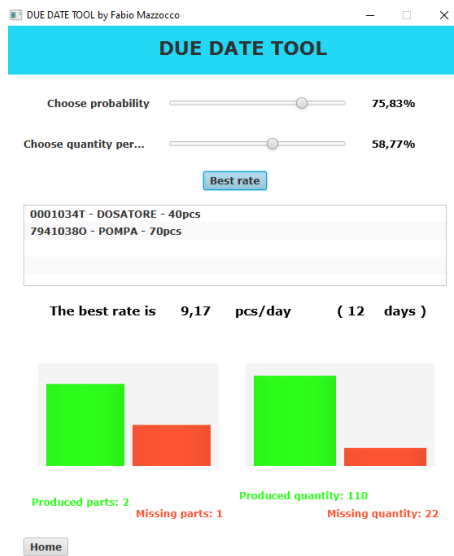 DUE DATE TOOL by Fabio Mazzocco
DUE DATE TOOL
Choose probability 75,83%
Choose quantity per... 58,77%
Best rate
0001034T - DOSATORE - 40pcs
7941038O - POMPA - 70pcs
The best rate is 9,17 pcs/day ( 12 days )
Produced parts: 2
Missing parts: 1
Produced quantity: 110
Missing quantity: 22
Home